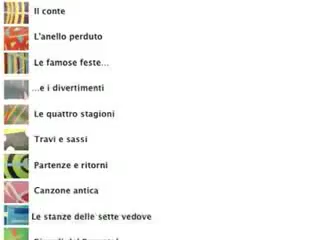 Il conte
L'anello perduto
Le famose feste...
...e i divertimenti
Le quattro stagioni
Travi e sassi
Partenze e ritorni
Canzone antica
Le stanze delle sette vedove